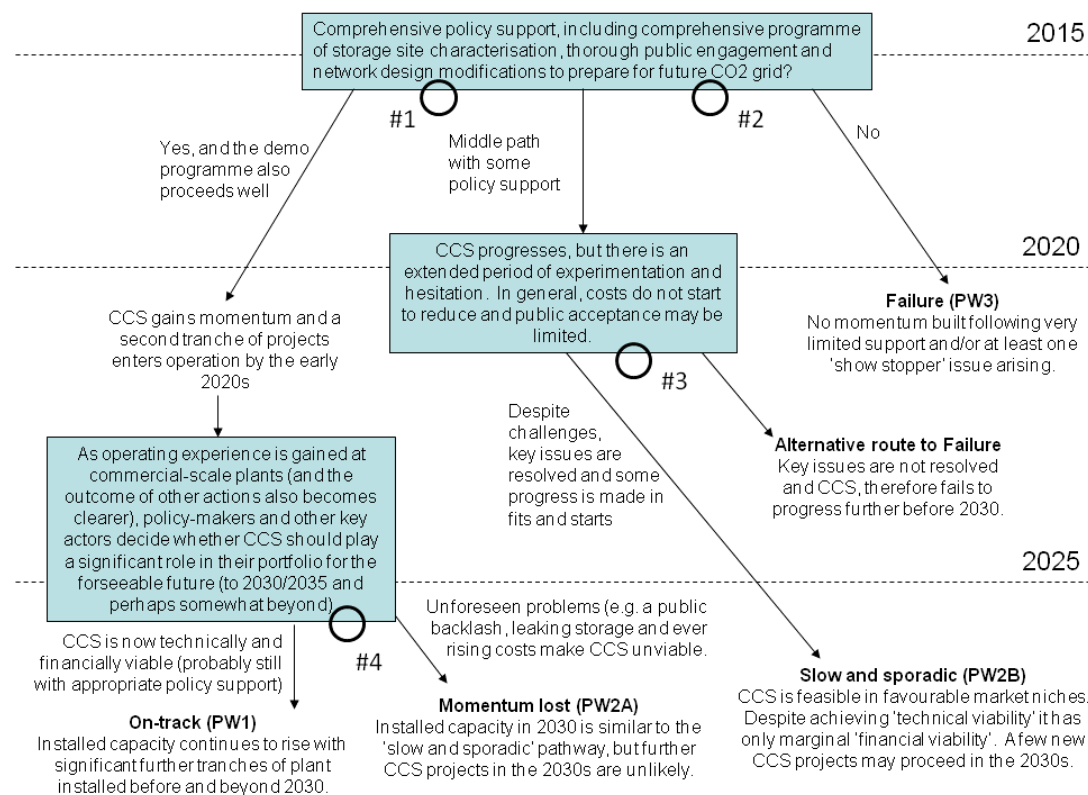 Comprehensive policy support, including comprehensive programme
of storage site characterisation, thorough public engagement and
network design modifications to prepare for future CO2 grid?
2015
#1
#2
Yes, and the demo
programme also
proceeds well
Middle path
with some
policy support
No
2020
CCS progresses, but there is an
extended period of experimentation and
hesitation. In general, costs do not start
to reduce and public acceptance may be
limited.
#3
Failure (PW3)
No momentum built following very
limited support and/or at least one
'show stopper' issue arising.
CCS gains momentum and a
second tranche of projects
enters operation by the early
2020s
Despite
challenges,
key issues are
resolved and some
progress is made in
fits and starts
Alternative route to Failure
Key issues are not resolved
and CCS, therefore fails to
progress further before 2030.
As operating experience is gained at
commercial-scale plants (and the
outcome of other actions also becomes
clearer), policy-makers and other key
actors decide whether CCS should play
a significant role in their portfolio for the
forseeable future (to 2030/2035 and
perhaps somewhat beyond)
2025
#4
Unforeseen problems (e.g. a public
backlash, leaking storage and ever
rising costs make CCS unviable.
CCS is now technically and
financially viable (probably still
with appropriate policy support)
On-track (PW1)
Installed capacity continues to rise with
significant further tranches of plant
installed before and beyond 2030.
Momentum lost (PW2A)
Installed capacity in 2030 is similar to the
'slow and sporadic' pathway, but further
CCS projects in the 2030s are unlikely.
Slow and sporadic (PW2B)
CCS is feasible in favourable market niches.
Despite achieving 'technical viability' it has
only marginal 'financial viability'. A few new
CCS projects may proceed in the 2030s.